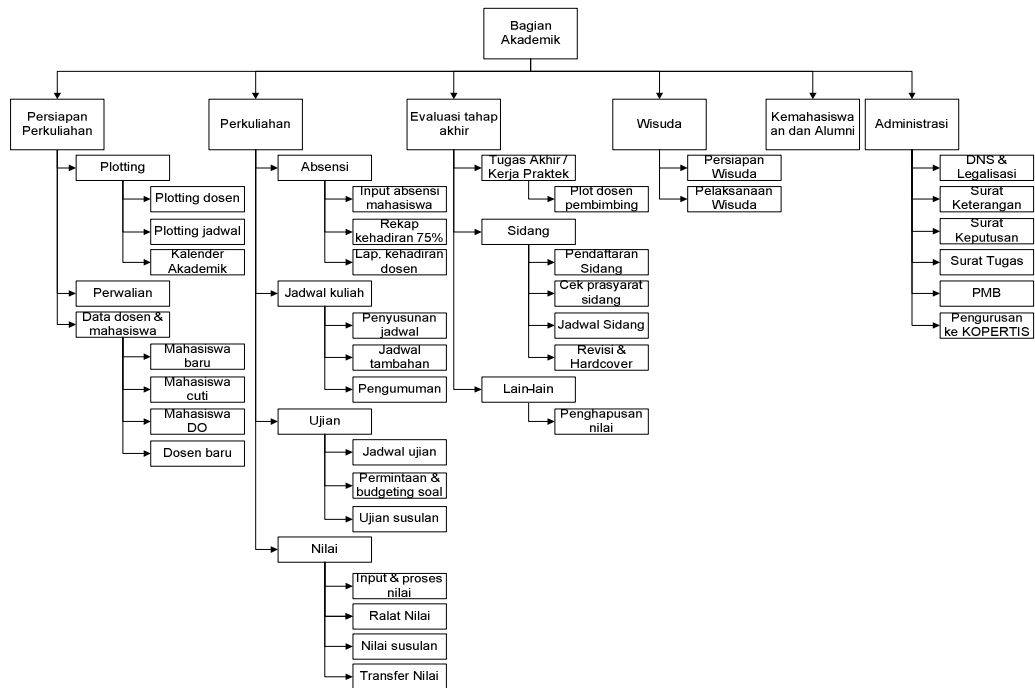 Bagian
Akademik
Persiapan
Perkuliahan
Plotting
Plotting dosen
Plotting jadwal
Kalender
Akademik
Perwalian
Data dosen &
mahasiswa
Mahasiswa
baru
Mahasiswa
cuti
Mahasiswa
DO
Dosen baru
Perkuliahan
Absensi
Input absensi
mahasiswa
Rekap
kehadiran 75%
Lap. kehadiran
dosen
Jadwal kuliah
Penyusunan
jadwal
Jadwal
tambahan
Pengumuman
Ujian
Jadwal ujian
Permintaan &
budgeting soal
Ujian susulan
Nilai
Input & proses
nilai
Ralat Nilai
Nilai susulan
Transfer Nilai
Evaluasi tahap
akhir
Tugas Akhir /
Kerja Praktek
Plot dosen
pembimbing
Sidang
Pendaftaran
Sidang
Cek prasyarat
sidang
Jadwal Sidang
Revisi &
Hardcover
Lain-lain
Penghapusan
nilai
Wisuda
Persiapan
Wisuda
Pelaksanaan
Wisuda
Kemahasiswa
an dan Alumni
Administrasi
DNS &
Legalisasi
Surat
Keterangan
Surat
Keputusan
Surat Tugas
PMB
Pengurusan
ke KOPERTIS